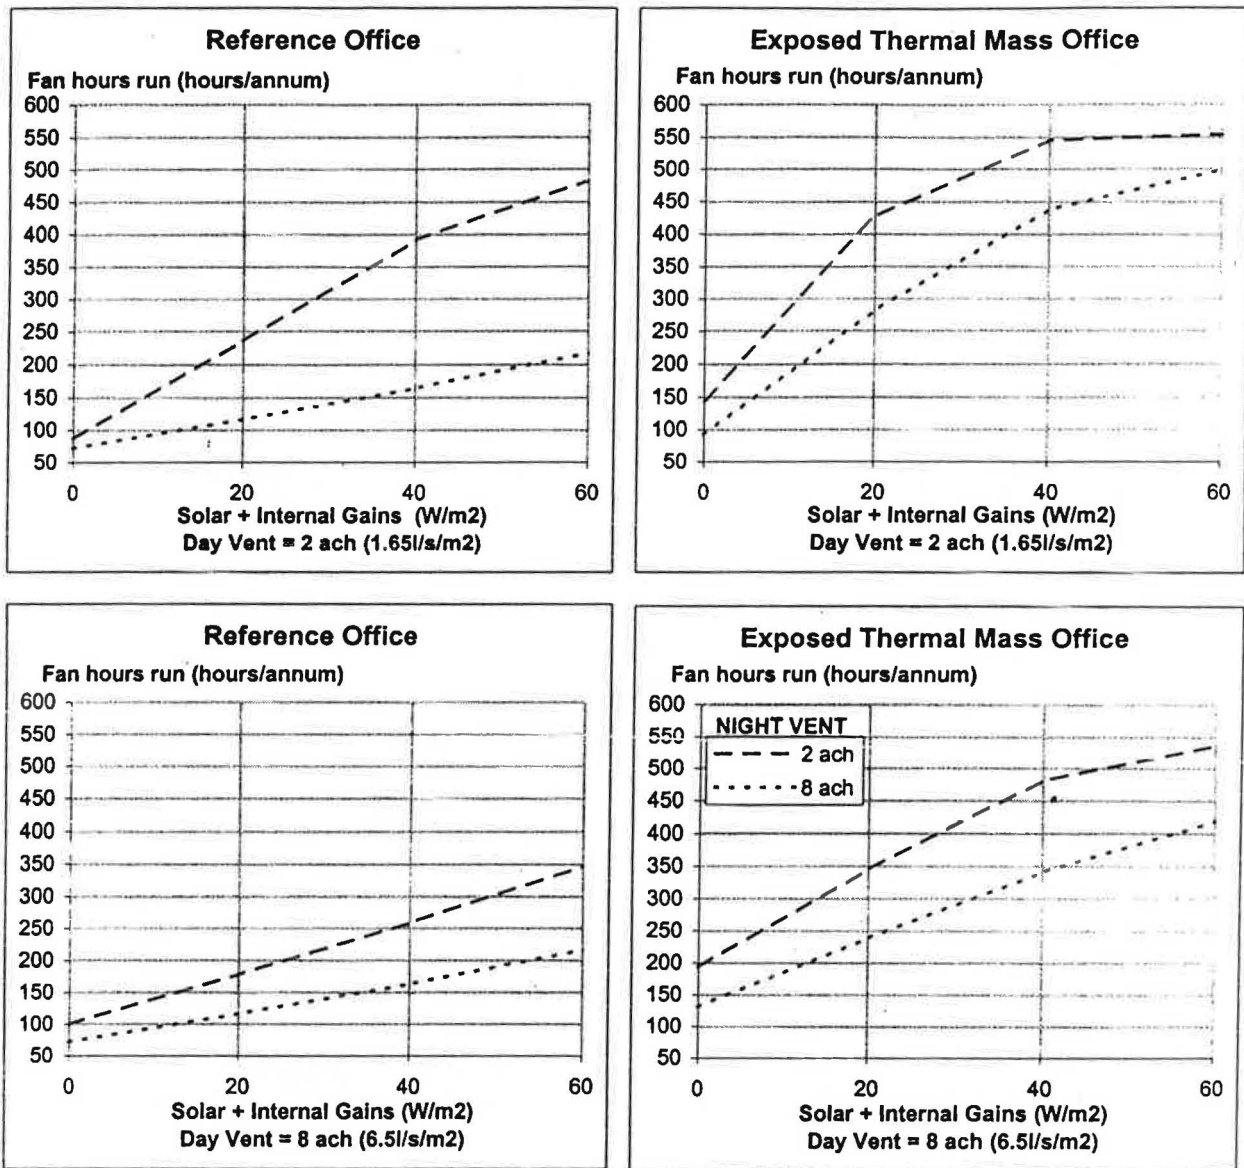 Reference Office
Fan hours run (hours/annum)
600
550
500
450
400
350
300
250
200
150
100
50
0 20 40 60
Solar + Internal Gains (W/m2)
Day Vent = 2 ach (1.65l/s/m2)
Exposed Thermal Mass Office
Fan hours run (hours/annum)
600
550
500
450
400
350
300
250
200
150
100
50
0 20 40 60
Solar + Internal Gains (W/m2)
Day Vent = 2 ach (1.65l/s/m2)
Reference Office
Fan hours run (hours/annum)
600
550
500
450
400
350
300
250
200
150
100
50
0 20 40 60
Solar + Internal Gains (W/m2)
Day Vent = 8 ach (6.5l/s/m2)
Exposed Thermal Mass Office
Fan hours run (hours/annum)
600
550
500
450
400
350
300
250
200
150
100
50
NIGHT VENT
2 ach
8 ach
0 20 40 60
Solar + Internal Gains (W/m2)
Day Vent = 8 ach (6.5l/s/m2)